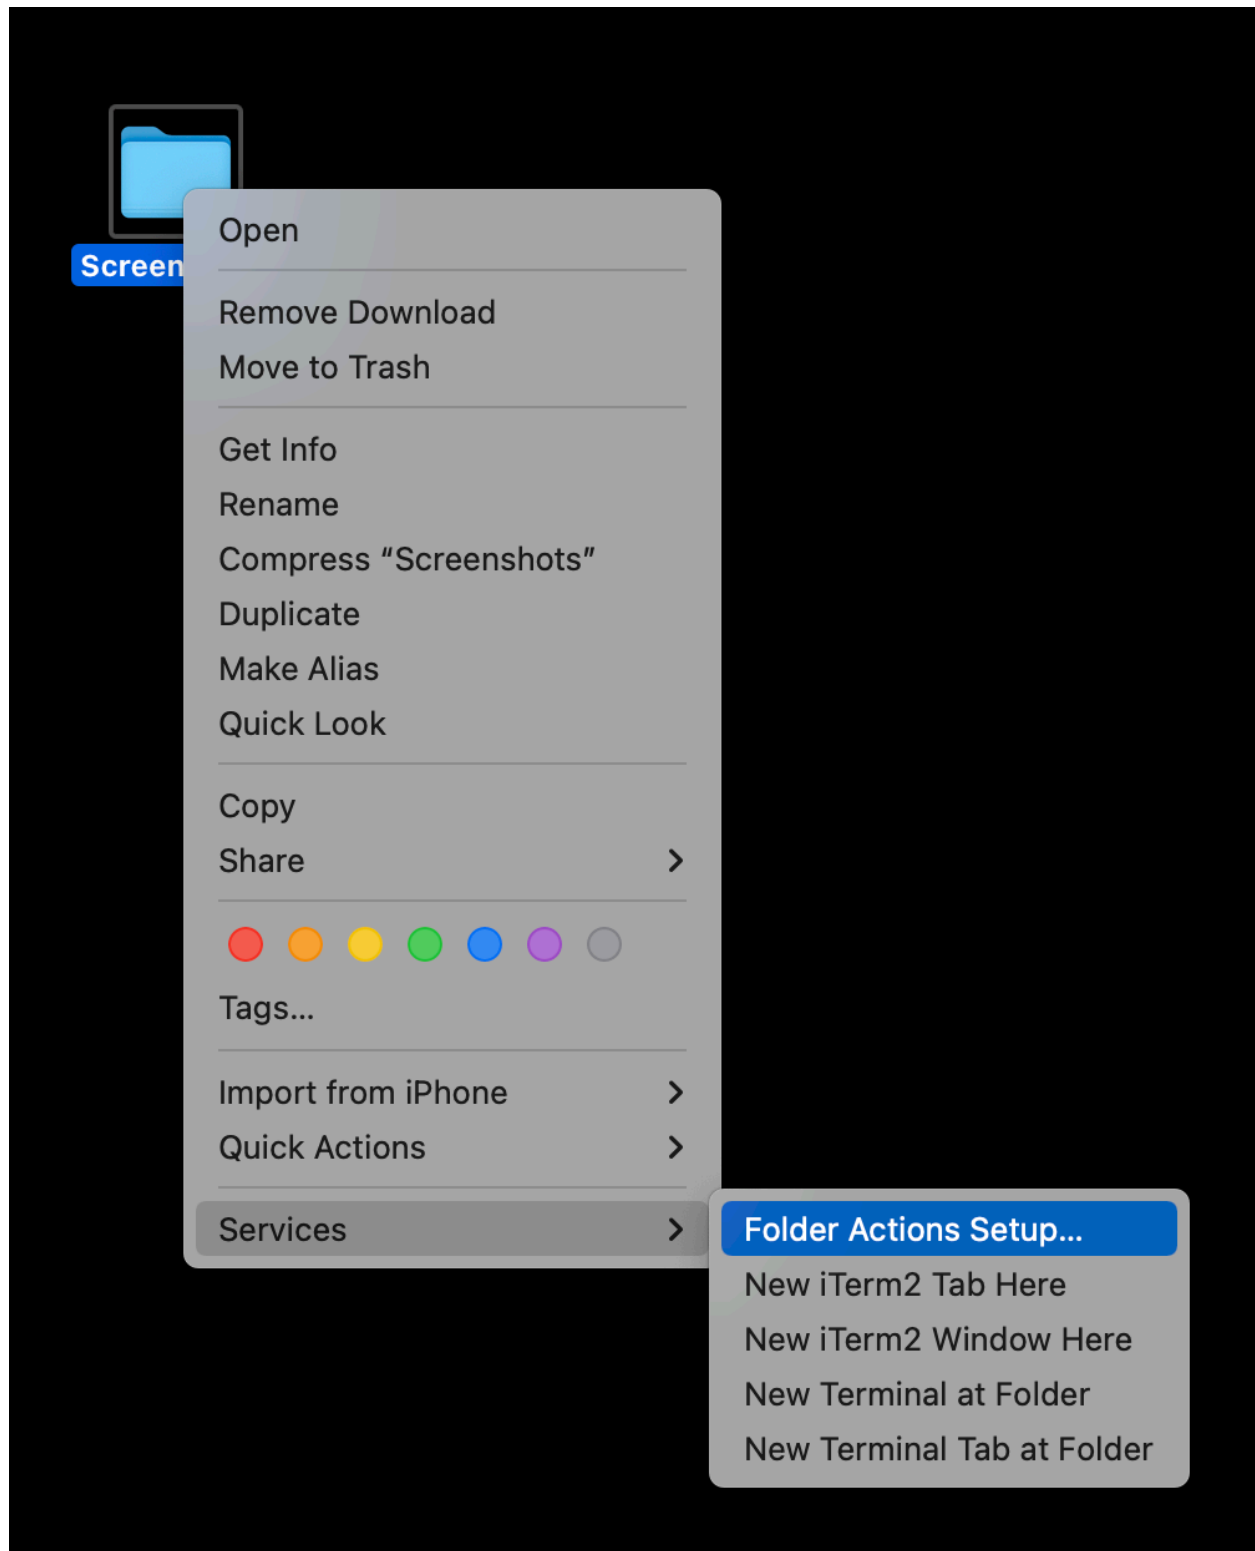 Screen
Open
Remove Download
Move to Trash
Get Info
Rename
Compress “Screenshots”
Duplicate
Make Alias
Quick Look
Copy
Share
Tags...
Import from iPhone
Quick Actions
Services
Folder Actions Setup...
New iTerm2 Tab Here
New iTerm2 Window Here
New Terminal at Folder
New Terminal Tab at Folder